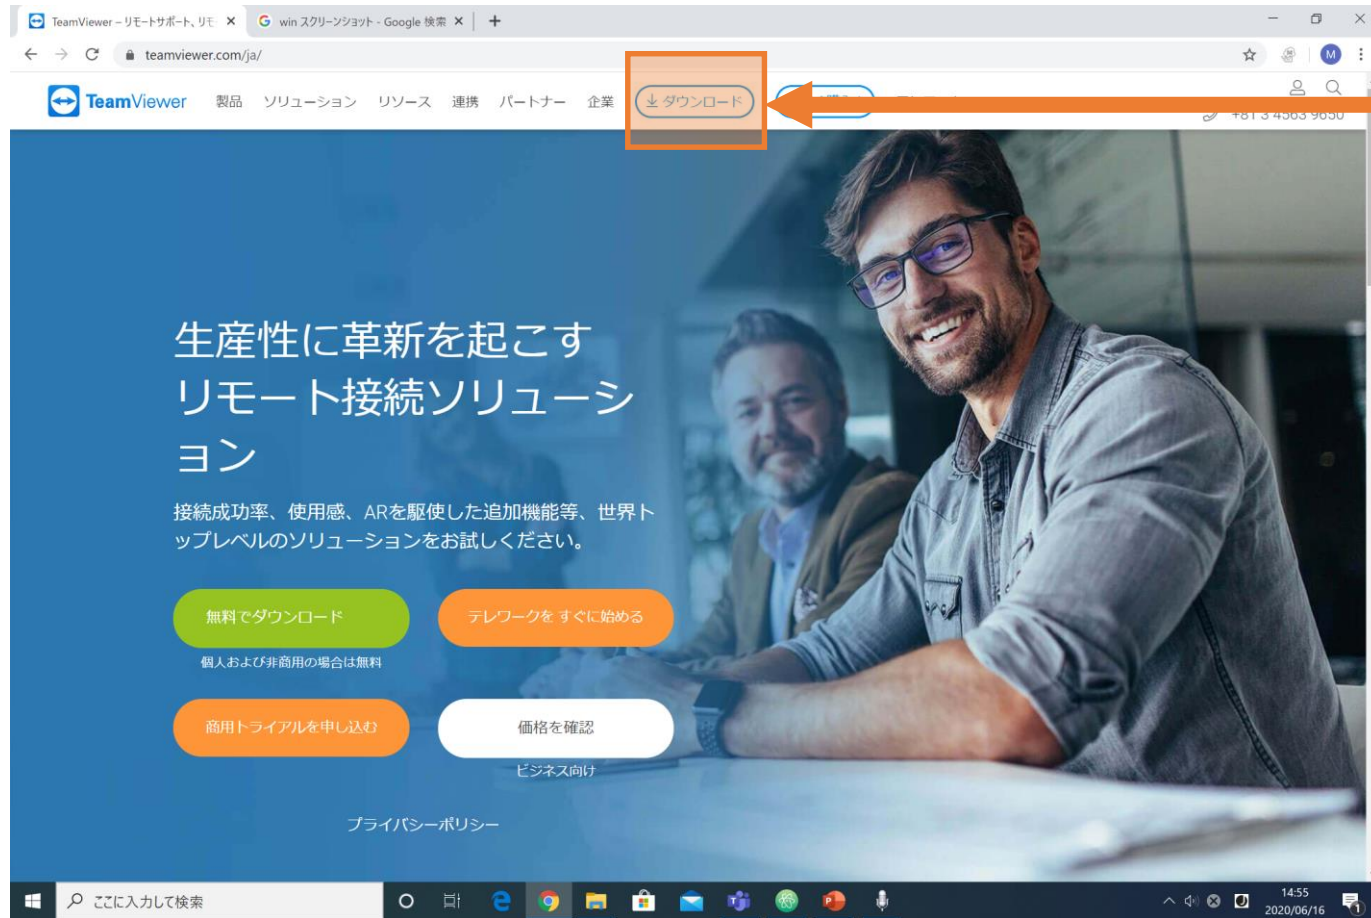 TeamViewer – リモートサポート、リモ
win スクリーンショット - Google 検索
teamviewer.com/ja/
M
TeamViewer 製品 ソリューション リソース 連携 パートナー 企業 ダウンロード
+81 3 4563 9650
生産性に革新を起こす
リモート接続ソリューシ
ョン
接続成功率、使用感、ARを駆使した追加機能等、世界ト
ップレベルのソリューションをお試しください。
無料でダウンロード テレワークを すぐに始める
個人および非商用の場合は無料
商用トライアルを申し込む 価格を確認
ビジネス向け
プライバシーポリシー
ここに入力して検索
14:55
2020/06/16